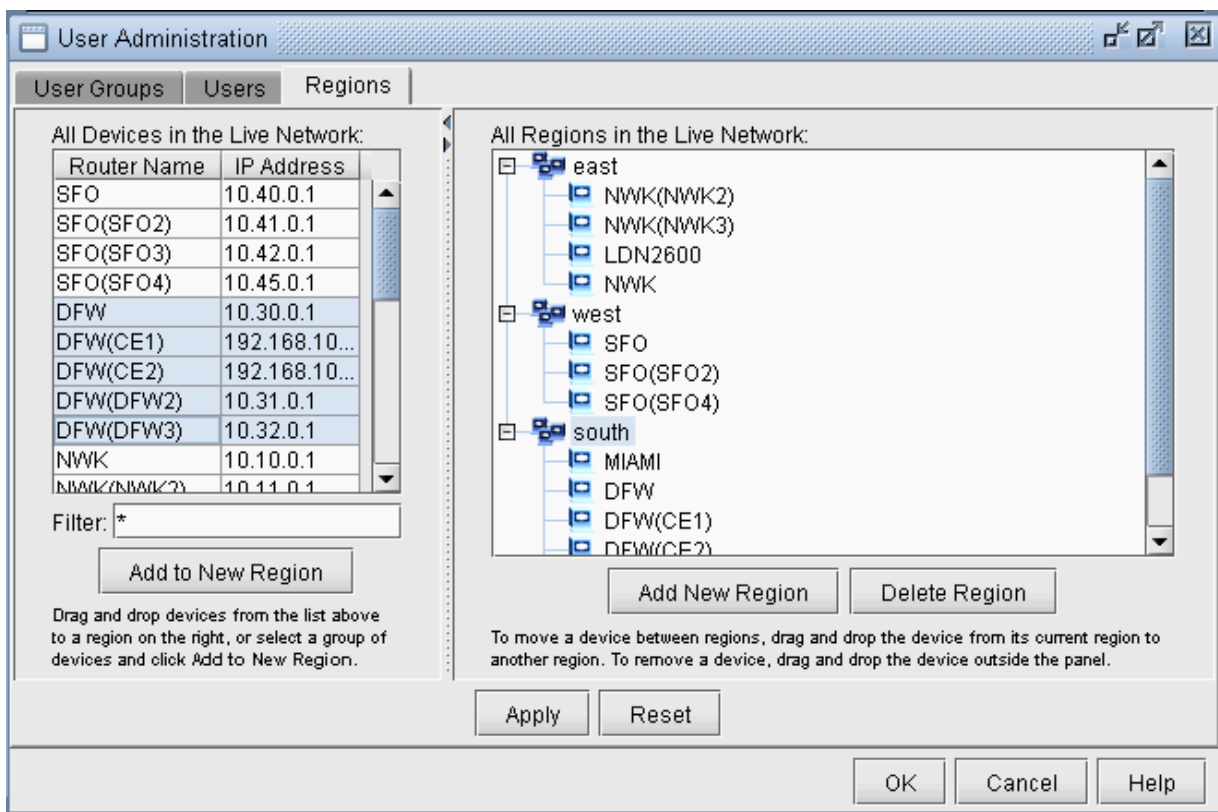 User Administration
User Groups Users Regions
All Devices in the Live Network:
Router Name IP Address
SFO 10.40.0.1
SFO(SFO2) 10.41.0.1
SFO(SFO3) 10.42.0.1
SFO(SFO4) 10.45.0.1
DFW 10.30.0.1
DFW(CE1) 192.168.10...
DFW(CE2) 192.168.10...
DFW(DFW2) 10.31.0.1
DFW(DFW3) 10.32.0.1
NWK 10.10.0.1
NWK(NWK2) 10.11.0.1
Filter: *
Add to New Region
Drag and drop devices from the list above
to a region on the right, or select a group of
devices and click Add to New Region.
All Regions in the Live Network:
east
NWK(NWK2)
NWK(NWK3)
LDN2600
NWK
west
SFO
SFO(SFO2)
SFO(SFO4)
south
MIAMI
DFW
DFW(CE1)
DFW(CE2)
Add New Region Delete Region
To move a device between regions, drag and drop the device from its current region to
another region. To remove a device, drag and drop the device outside the panel.
Apply Reset
OK Cancel Help